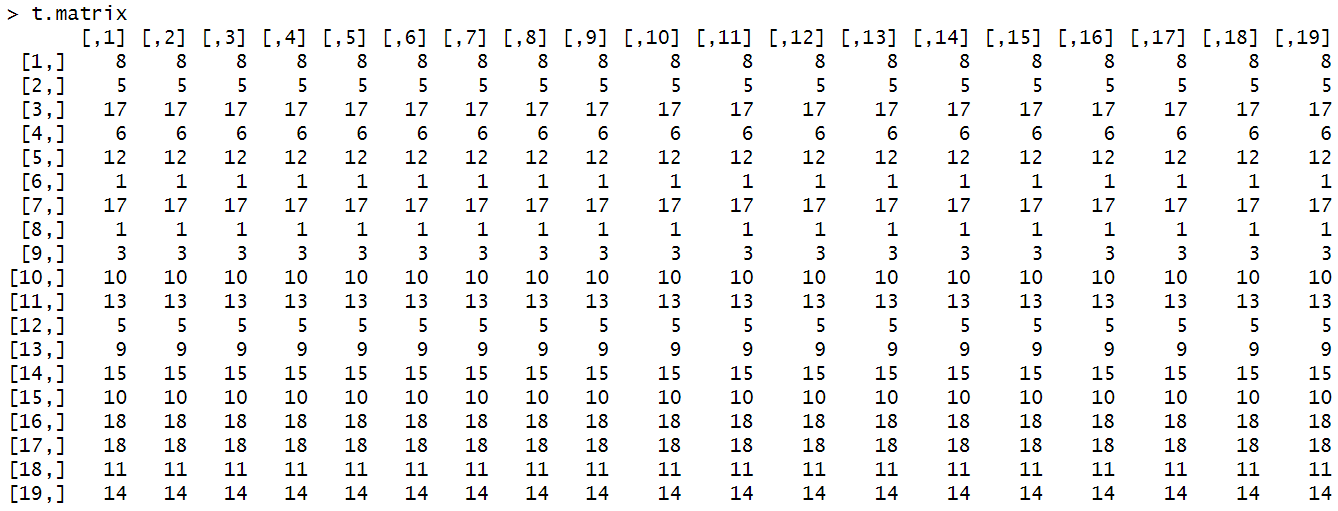 > t.matrix
[,1] [,2] [,3] [,4] [,5] [,6] [,7] [,8] [,9] [,10] [,11] [,12] [,13] [,14] [,15] [,16] [,17] [,18] [,19]
[1,] 8 8 8 8 8 8 8 8 8 8 8 8 8 8 8 8 8 8 8
[2,] 5 5 5 5 5 5 5 5 5 5 5 5 5 5 5 5 5 5 5
[3,] 17 17 17 17 17 17 17 17 17 17 17 17 17 17 17 17 17 17 17
[4,] 6 6 6 6 6 6 6 6 6 6 6 6 6 6 6 6 6 6 6
[5,] 12 12 12 12 12 12 12 12 12 12 12 12 12 12 12 12 12 12 12
[6,] 1 1 1 1 1 1 1 1 1 1 1 1 1 1 1 1 1 1 1
[7,] 17 17 17 17 17 17 17 17 17 17 17 17 17 17 17 17 17 17 17
[8,] 1 1 1 1 1 1 1 1 1 1 1 1 1 1 1 1 1 1 1
[9,] 3 3 3 3 3 3 3 3 3 3 3 3 3 3 3 3 3 3 3
[10,] 10 10 10 10 10 10 10 10 10 10 10 10 10 10 10 10 10 10 10
[11,] 13 13 13 13 13 13 13 13 13 13 13 13 13 13 13 13 13 13 13
[12,] 5 5 5 5 5 5 5 5 5 5 5 5 5 5 5 5 5 5 5
[13,] 9 9 9 9 9 9 9 9 9 9 9 9 9 9 9 9 9 9 9
[14,] 15 15 15 15 15 15 15 15 15 15 15 15 15 15 15 15 15 15 15
[15,] 10 10 10 10 10 10 10 10 10 10 10 10 10 10 10 10 10 10 10
[16,] 18 18 18 18 18 18 18 18 18 18 18 18 18 18 18 18 18 18 18
[17,] 18 18 18 18 18 18 18 18 18 18 18 18 18 18 18 18 18 18 18
[18,] 11 11 11 11 11 11 11 11 11 11 11 11 11 11 11 11 11 11 11
[19,] 14 14 14 14 14 14 14 14 14 14 14 14 14 14 14 14 14 14 14